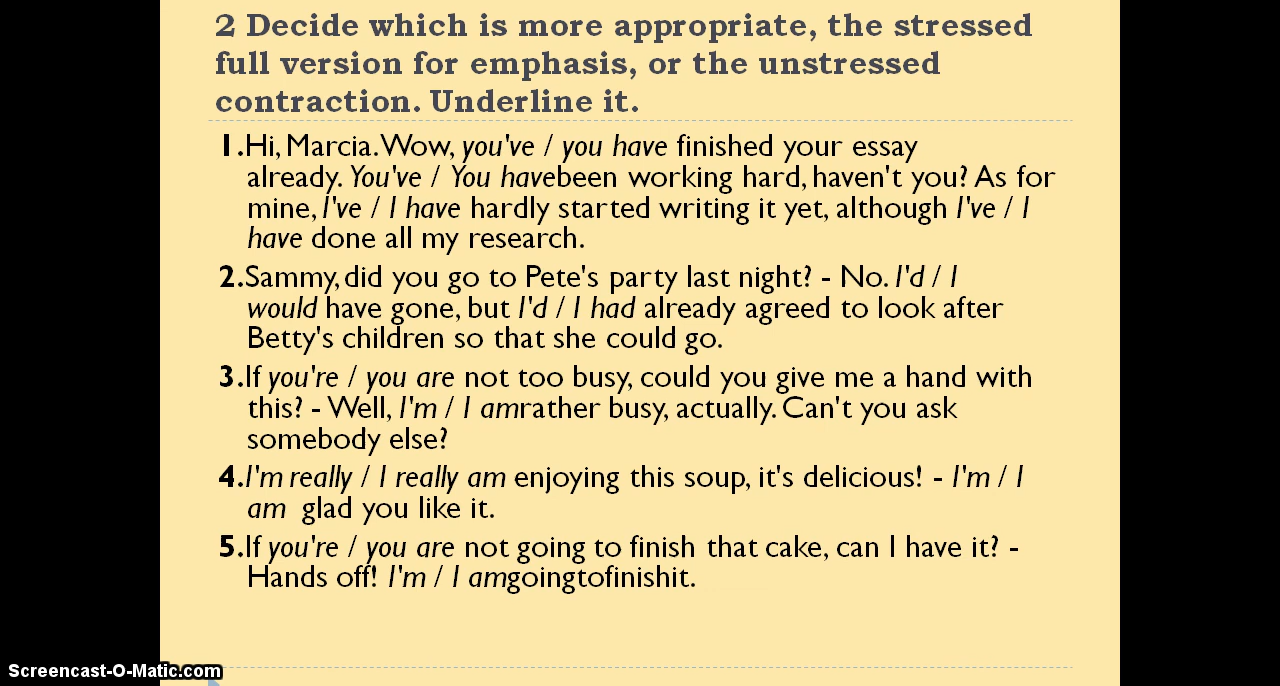 2 Decide which is more appropriate, the stressed
full version for emphasis, or the unstressed
contraction. Underline it.
1.Hi, Marcia. Wow, you've / you have finished your essay
already. You've / You havebeen working hard, haven't you? As for
mine, I've / I have hardly started writing it yet, although I've / I
have done all my research.
2.Sammy, did you go to Pete's party last night? - No. I'd / I
would have gone, but I'd / I had already agreed to look after
Betty's children so that she could go.
3.If you're / you are not too busy, could you give me a hand with
this? - Well, I'm / I amrather busy, actually. Can't you ask
somebody else?
4.I'm really / I really am enjoying this soup, it's delicious! - I'm / I
am glad you like it.
5.If you're / you are not going to finish that cake, can I have it? -
Hands off! I'm / I amgoingtofinishit.
Screencast-O-Matic.com